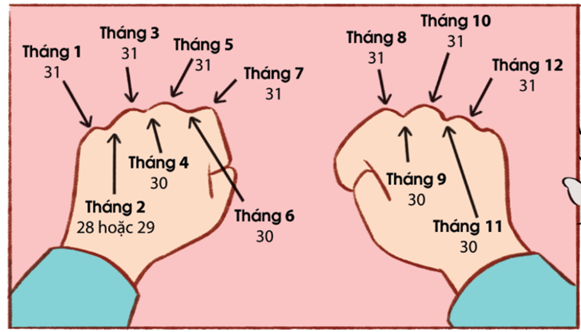 Tháng 1
31
Tháng 3
31
Tháng 5
31
Tháng 7
31
Tháng 2
28 hoặc 29
Tháng 4
30
Tháng 6
30
Tháng 8
31
Tháng 10
31
Tháng 12
31
Tháng 9
30
Tháng 11
30